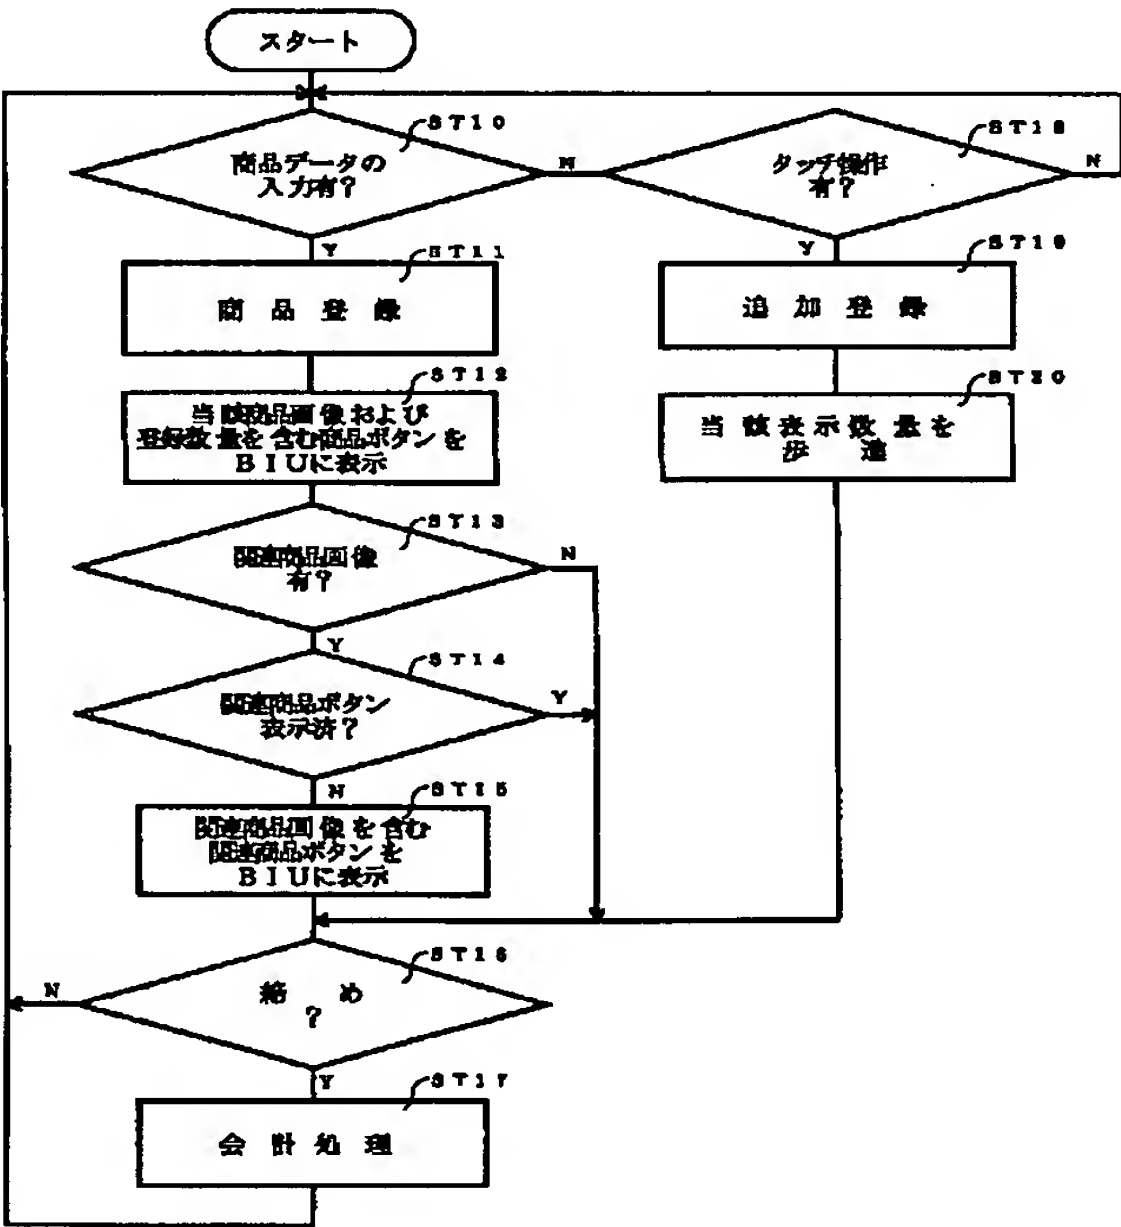 スタート
ST10
商品データの
入力有?
N
Y
ST18
タッチ操作
有?
N
Y
ST11
商品登録
ST19
追加登録
ST12
当該商品画像および
登録数量を含む商品ボタンを
BIUに表示
ST20
当該表示数量を
歩進
ST13
関連商品画像
有?
N
Y
ST14
関連商品ボタン
表示済?
Y
N
ST15
関連商品画像を含む
関連商品ボタンを
BIUに表示
ST16
締め
?
N
Y
ST17
会計処理